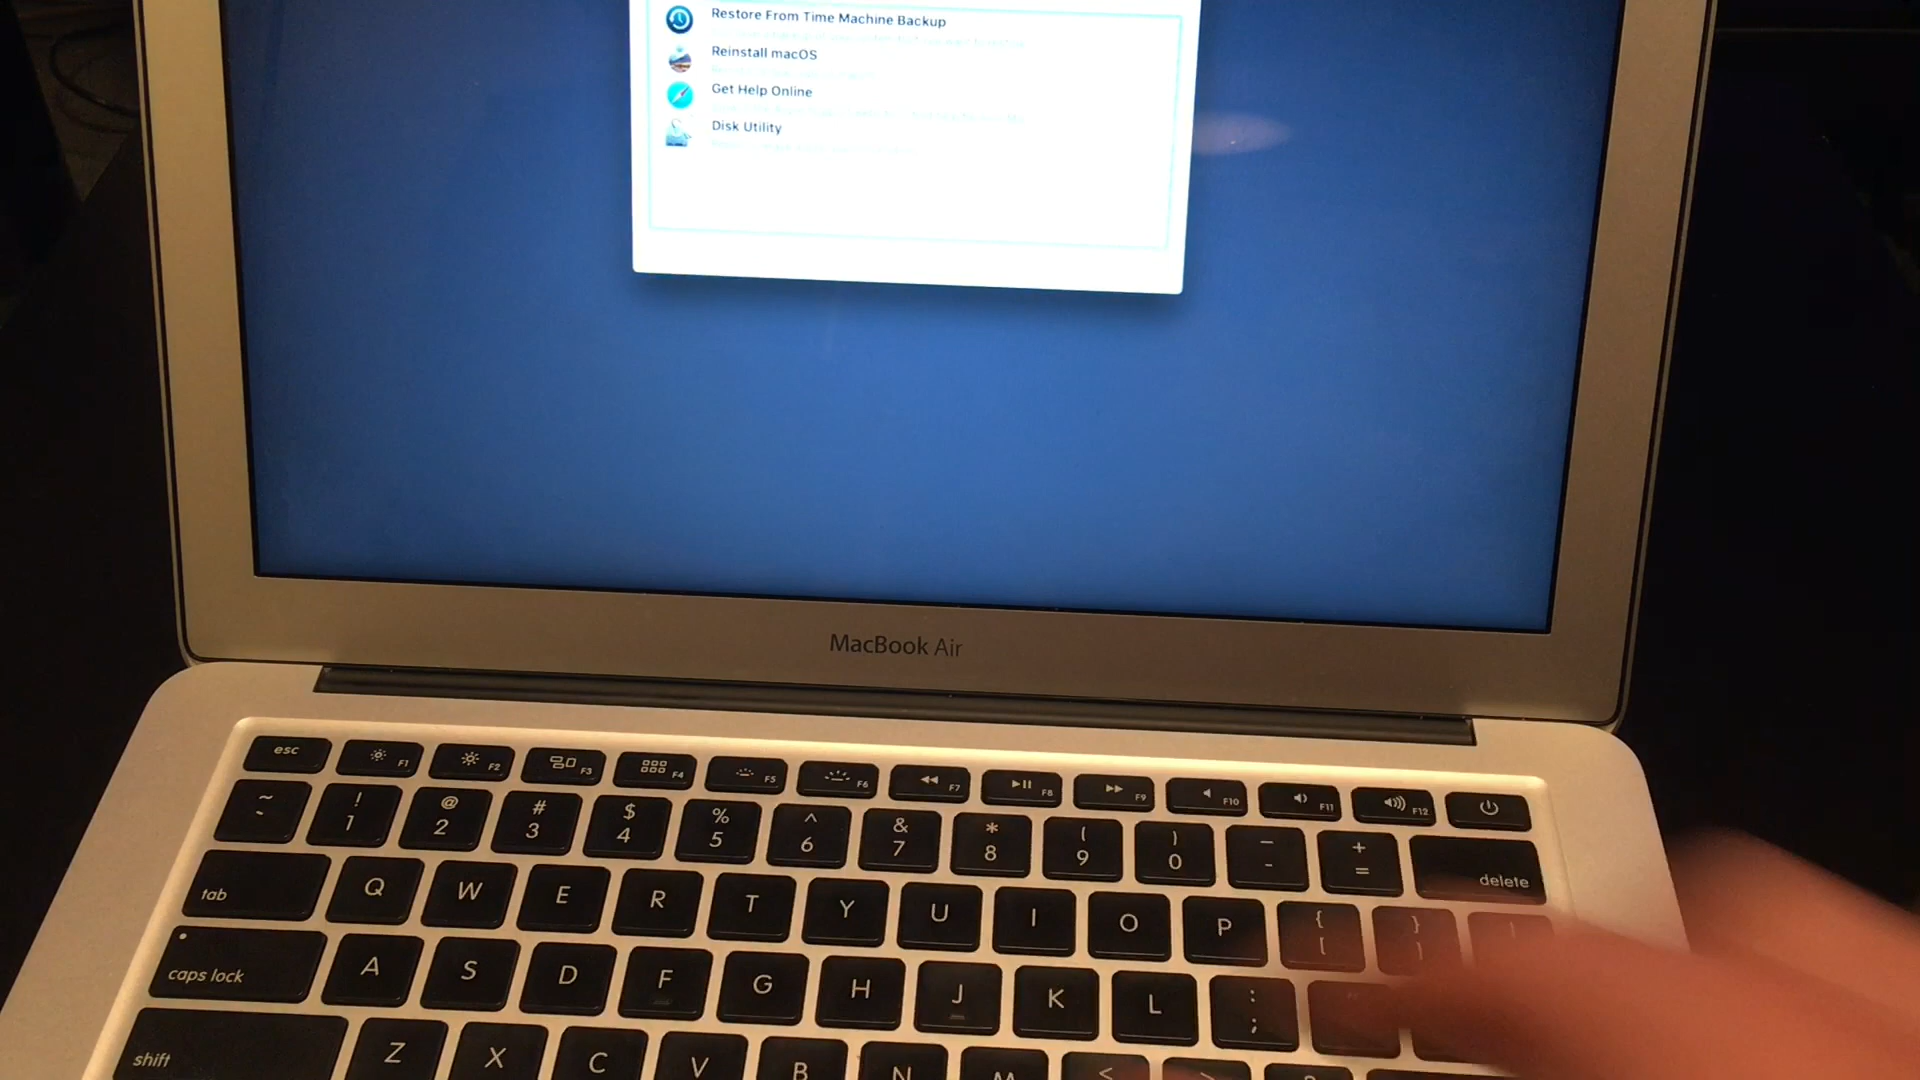 Restore From Time Machine Backup
Reinstall macOS
Get Help Online
Disk Utility
MacBook Air
esc F1 F2 F3 F4 F5 F6 F7 F8 F9 F10 F11 F12
~ ! @ # $ % ^ & * ( ) _ +
1 2 3 4 5 6 7 8 9 0 - = delete
tab Q W E R T Y U I O P { [ } ]
caps lock A S D F G H J K L : ;
shift Z X C V B N M < > ?